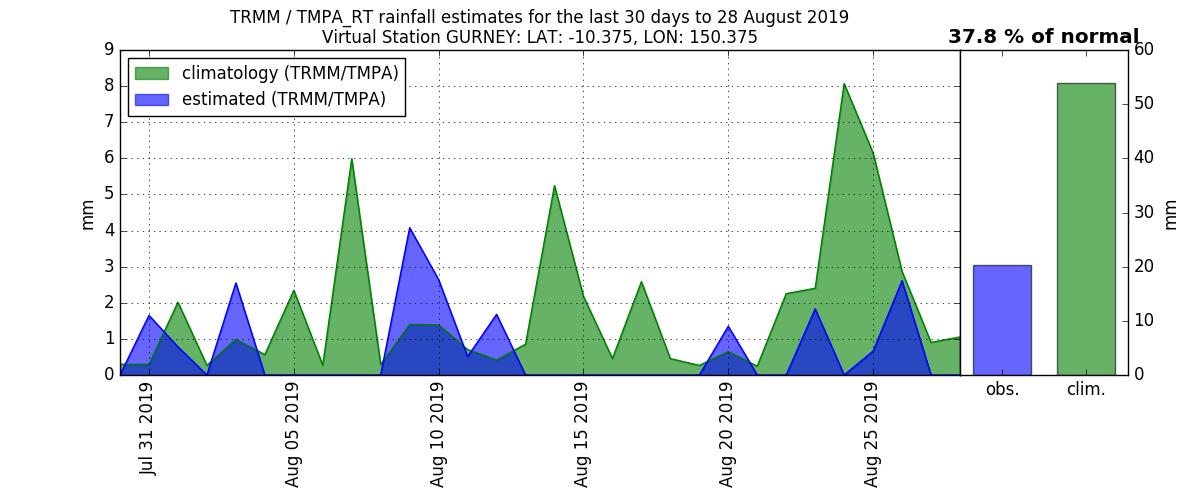 TRMM / TMPA_RT rainfall estimates for the last 30 days to 28 August 2019
Virtual Station GURNEY: LAT: -10.375, LON: 150.375
37.8 % of normal
climatology (TRMM/TMPA)
estimated (TRMM/TMPA)
9
8
7
6
5
4
3
2
1
0
mm
Jul 31 2019
Aug 05 2019
Aug 10 2019
Aug 15 2019
Aug 20 2019
Aug 25 2019
60
50
40
30
20
10
0
mm
obs.
clim.